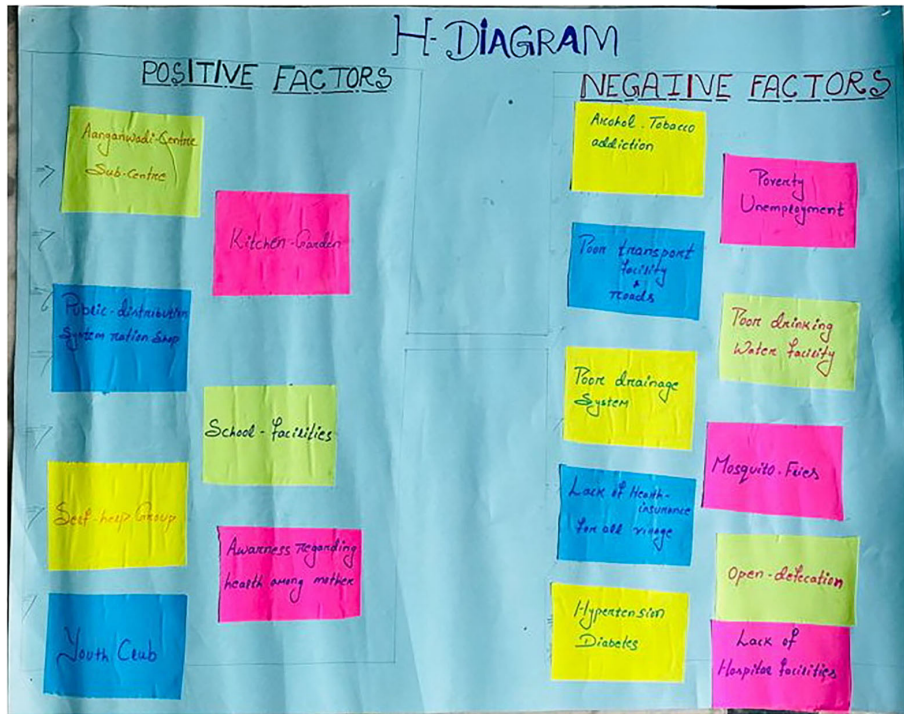 H-DIAGRAM
POSITIVE FACTORS
Aanganwadi-Centre
Sub-Centre
Kitchen-Garden
Public-distribution
System ration Shop
School-facilities
Self-help Group
Awarness regarding
health among mother
Youth Club
NEGAIIVE FACTORS
Alcohol-Tobacco
addiction
Poverty
Unemployment
Poor transport
facility
&
roads
Poor drinking
Water facility
Poor drainage
System
Mosquito-Flies
Lack of Health-
insurance
for all village
Open-defecation
Hypertension
Diabetes
Lack of
Hospital facilities